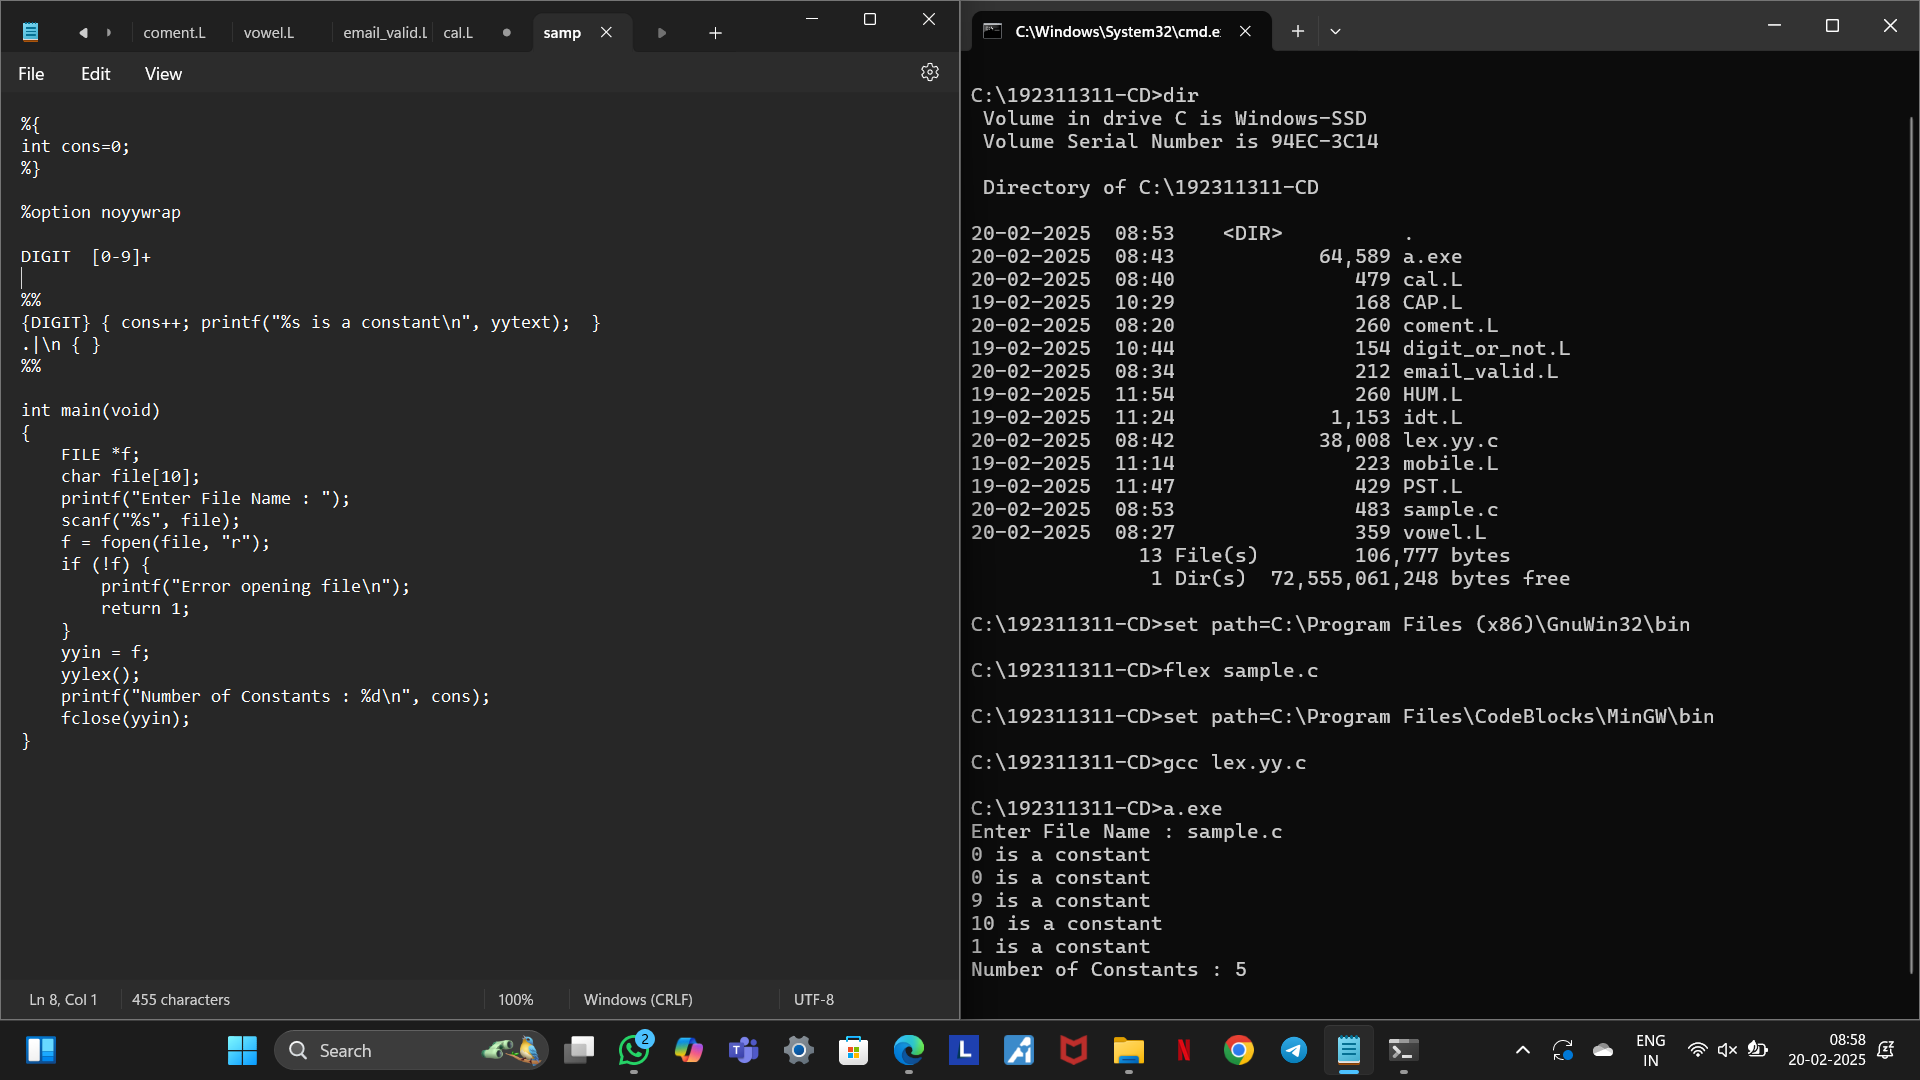 coment.L
vowel.L
email_valid.L
cal.L
samp
File
Edit
View
%{
int cons=0;
%}
%option noyywrap
DIGIT  [0-9]+
%%
{DIGIT} { cons++; printf("%s is a constant\n", yytext);  }
.|\n { }
%%
int main(void)
{
    FILE *f;
    char file[10];
    printf("Enter File Name : ");
    scanf("%s", file);
    f = fopen(file, "r");
    if (!f) {
        printf("Error opening file\n");
        return 1;
    }
    yyin = f;
    yylex();
    printf("Number of Constants : %d\n", cons);
    fclose(yyin);
}
Ln 8, Col 1
455 characters
100%
Windows (CRLF)
UTF-8
C:\Windows\System32\cmd.e
C:\192311311-CD>dir
 Volume in drive C is Windows-SSD
 Volume Serial Number is 94EC-3C14
 Directory of C:\192311311-CD
20-02-2025  08:53    <DIR>          .
20-02-2025  08:43            64,589 a.exe
20-02-2025  08:40               479 cal.L
19-02-2025  10:29               168 CAP.L
20-02-2025  08:20               260 coment.L
19-02-2025  10:44               154 digit_or_not.L
20-02-2025  08:34               212 email_valid.L
19-02-2025  11:54               260 HUM.L
19-02-2025  11:24             1,153 idt.L
20-02-2025  08:42            38,008 lex.yy.c
19-02-2025  11:14               223 mobile.L
19-02-2025  11:47               429 PST.L
20-02-2025  08:53               483 sample.c
20-02-2025  08:27               359 vowel.L
              13 File(s)        106,777 bytes
               1 Dir(s)  72,555,061,248 bytes free
C:\192311311-CD>set path=C:\Program Files (x86)\GnuWin32\bin
C:\192311311-CD>flex sample.c
C:\192311311-CD>set path=C:\Program Files\CodeBlocks\MinGW\bin
C:\192311311-CD>gcc lex.yy.c
C:\192311311-CD>a.exe
Enter File Name : sample.c
0 is a constant
0 is a constant
9 is a constant
10 is a constant
1 is a constant
Number of Constants : 5
Search
2
L
N
ENG
IN
08:58
20-02-2025